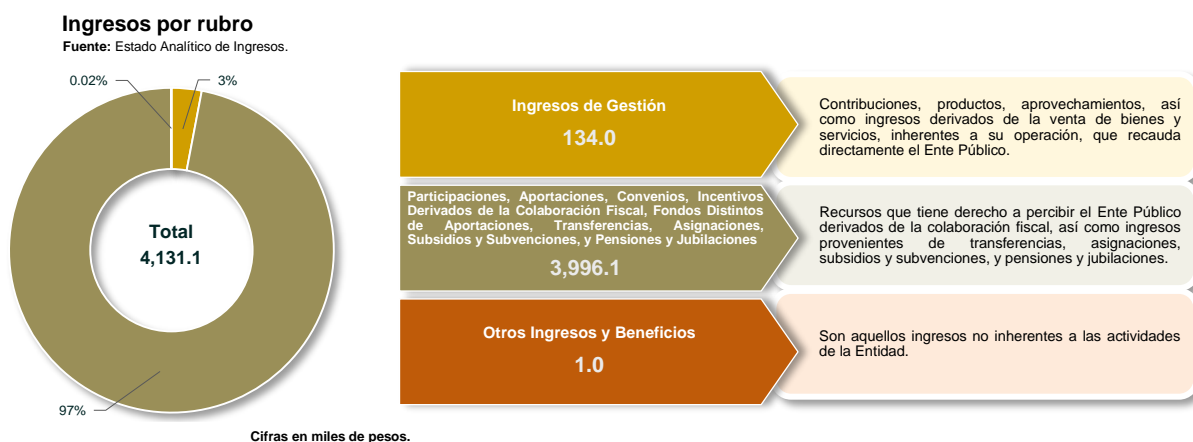 Ingresos por rubro
Fuente: Estado Analítico de Ingresos.
0.02%
3%
Total
4,131.1
97%
Ingresos de Gestión
134.0
Contribuciones, productos, aprovechamientos, así
como ingresos derivados de la venta de bienes y
servicios, inherentes a su operación, que recauda
directamente el Ente Público.
Participaciones, Aportaciones, Convenios, Incentivos
Derivados de la Colaboración Fiscal, Fondos Distintos
de Aportaciones, Transferencias, Asignaciones,
Subsidios y Subvenciones, y Pensiones y Jubilaciones
3,996.1
Recursos que tiene derecho a percibir el Ente Público
derivados de la colaboración fiscal, así como ingresos
provenientes de transferencias, asignaciones,
subsidios y subvenciones, y pensiones y jubilaciones.
Otros Ingresos y Beneficios
1.0
Son aquellos ingresos no inherentes a las actividades
de la Entidad.
Cifras en miles de pesos.